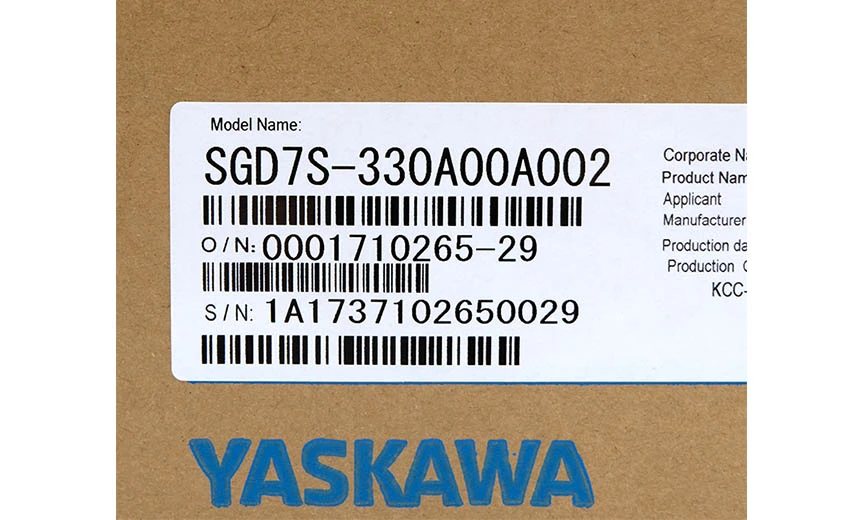 Model Name:
SGD7S-330A00A002
O/N: 0001710265-29
S/N: 1A1737102650029
Corporate
Product Nam
Applicant
Manufacturer
Production da
Production
KCC-
YASKAWA